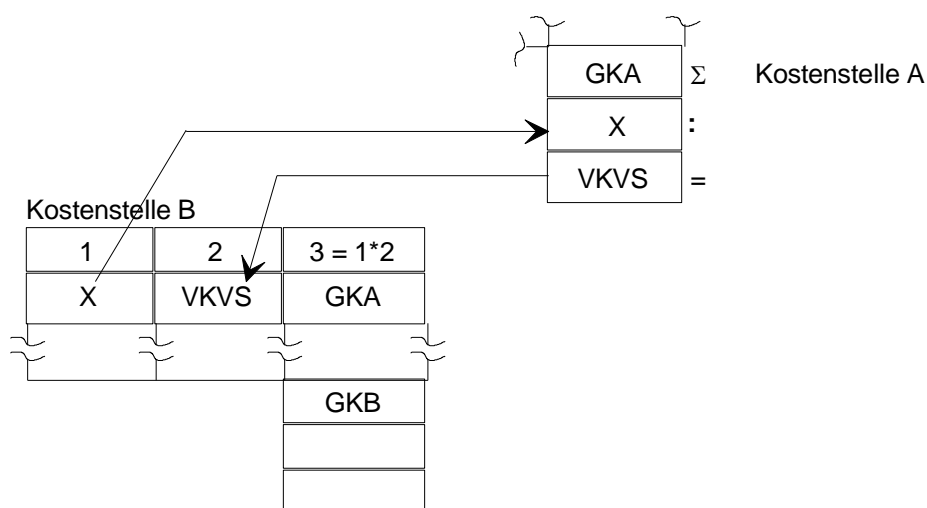 GKA Σ Kostenstelle A
X :
VKVS =
Kostenstelle B
1 2 3 = 1*2
X VKVS GKA
GKB